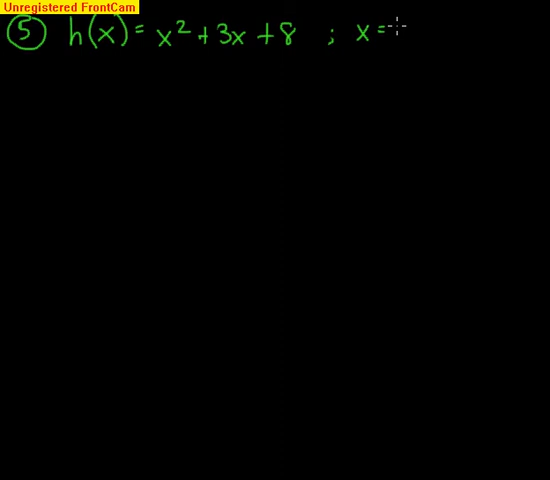 Unregistered FrontCam
5 h(x) = x² + 3x + 8 ; x =